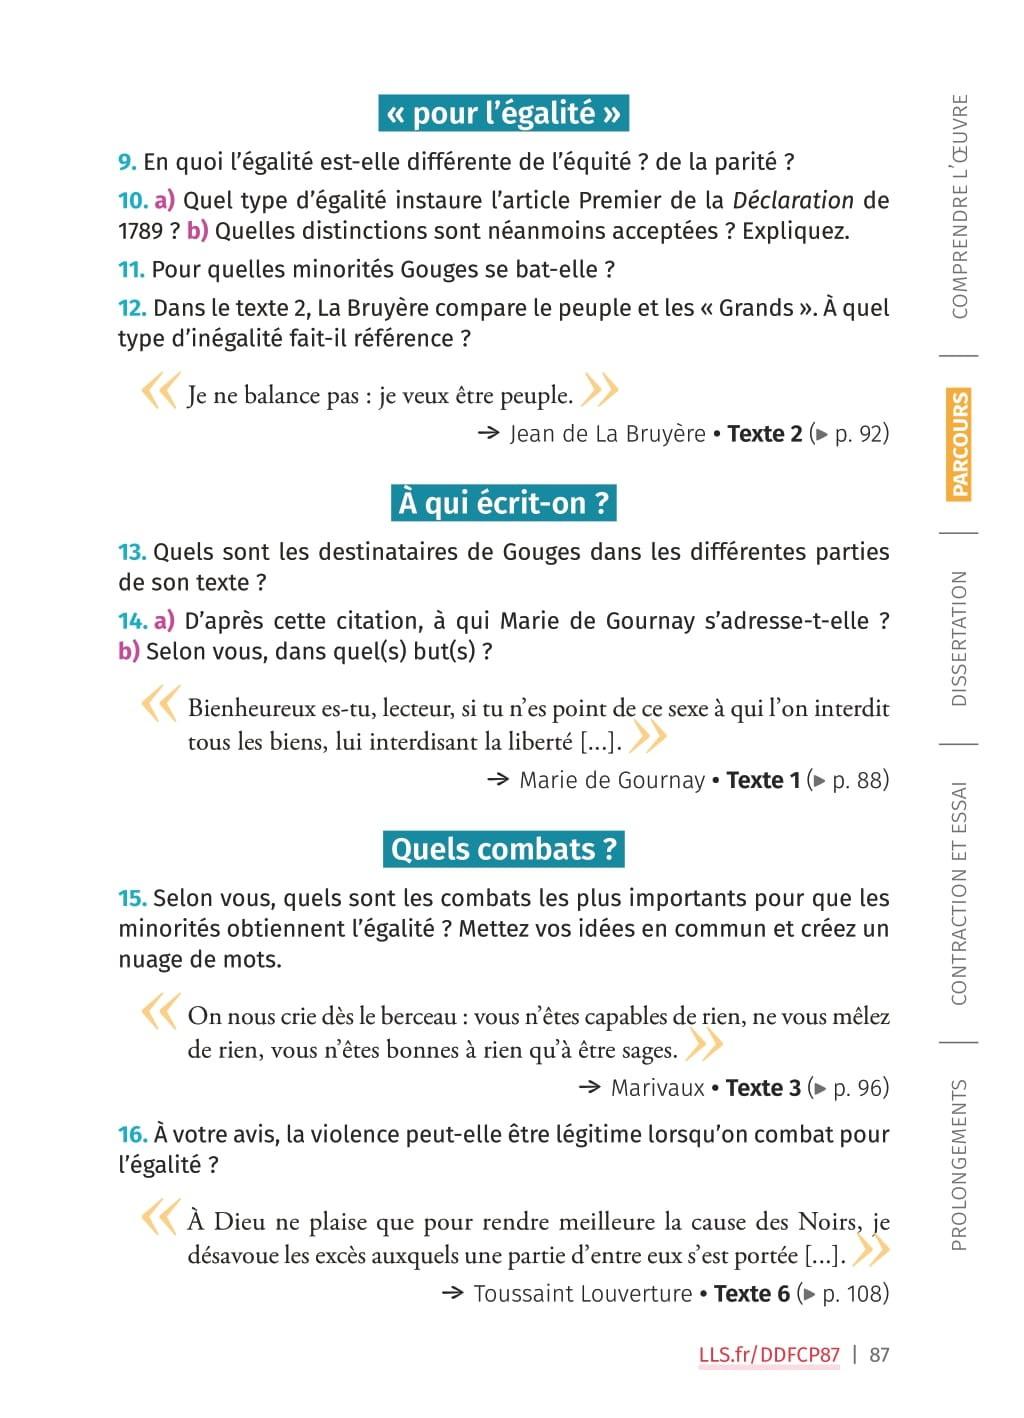 « pour l’égalité »
9. En quoi l’égalité est-elle différente de l’équité ? de la parité ?
10. a) Quel type d’égalité instaure l’article Premier de la Déclaration de
1789 ? b) Quelles distinctions sont néanmoins acceptées ? Expliquez.
11. Pour quelles minorités Gouges se bat-elle ?
12. Dans le texte 2, La Bruyère compare le peuple et les « Grands ». À quel
type d’inégalité fait-il référence ?
« Je ne balance pas : je veux être peuple. »
→ Jean de La Bruyère • Texte 2 (▸ p. 92)
À qui écrit-on ?
13. Quels sont les destinataires de Gouges dans les différentes parties
de son texte ?
14. a) D’après cette citation, à qui Marie de Gournay s’adresse-t-elle ?
b) Selon vous, dans quel(s) but(s) ?
« Bienheureux es-tu, lecteur, si tu n’es point de ce sexe à qui l’on interdit
tous les biens, lui interdisant la liberté [...]. »
→ Marie de Gournay • Texte 1 (▸ p. 88)
Quels combats ?
15. Selon vous, quels sont les combats les plus importants pour que les
minorités obtiennent l’égalité ? Mettez vos idées en commun et créez un
nuage de mots.
« On nous crie dès le berceau : vous n’êtes capables de rien, ne vous mêlez
de rien, vous n’êtes bonnes à rien qu’à être sages. »
→ Marivaux • Texte 3 (▸ p. 96)
16. À votre avis, la violence peut-elle être légitime lorsqu’on combat pour
l’égalité ?
« À Dieu ne plaise que pour rendre meilleure la cause des Noirs, je
désavoue les excès auxquels une partie d’entre eux s’est portée [...]. »
→ Toussaint Louverture • Texte 6 (▸ p. 108)
LLS.fr/DDFCP87 | 87
COMPRENDRE L’ŒUVRE
PARCOURS
DISSERTATION
CONTRACTION ET ESSAI
PROLONGEMENTS